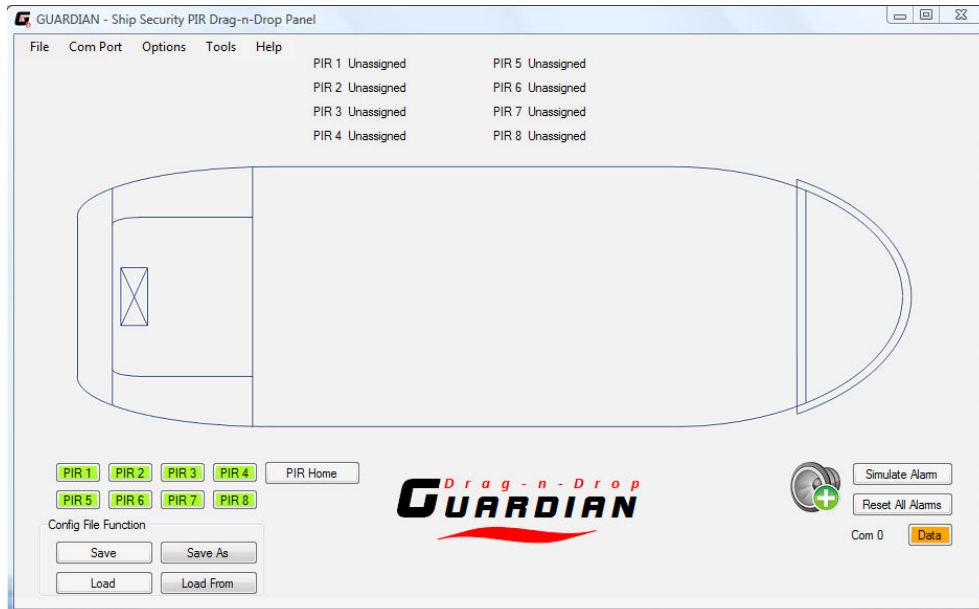 GUARDIAN - Ship Security PIR Drag-n-Drop Panel
File Com Port Options Tools Help
PIR 1 Unassigned PIR 5 Unassigned
PIR 2 Unassigned PIR 6 Unassigned
PIR 3 Unassigned PIR 7 Unassigned
PIR 4 Unassigned PIR 8 Unassigned
PIR 1 PIR 2 PIR 3 PIR 4 PIR Home
PIR 5 PIR 6 PIR 7 PIR 8
Config File Function
Save Save As
Load Load From
Drag-n-Drop
GUARDIAN
Simulate Alarm
Reset All Alarms
Com 0 Data